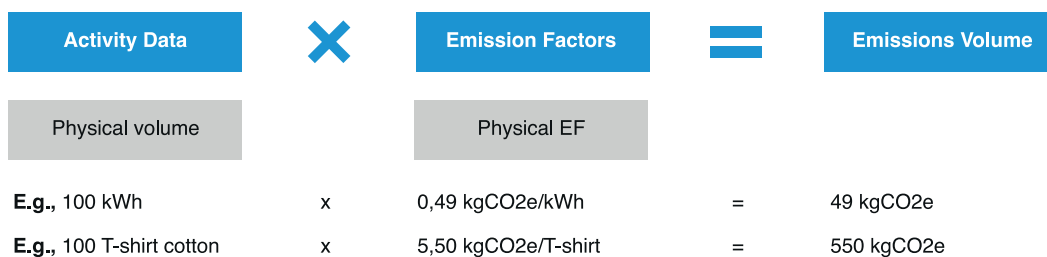 Activity Data × Emission Factors = Emissions Volume
Physical volume Physical EF
E.g., 100 kWh x 0,49 kgCO2e/kWh = 49 kgCO2e
E.g., 100 T-shirt cotton x 5,50 kgCO2e/T-shirt = 550 kgCO2e